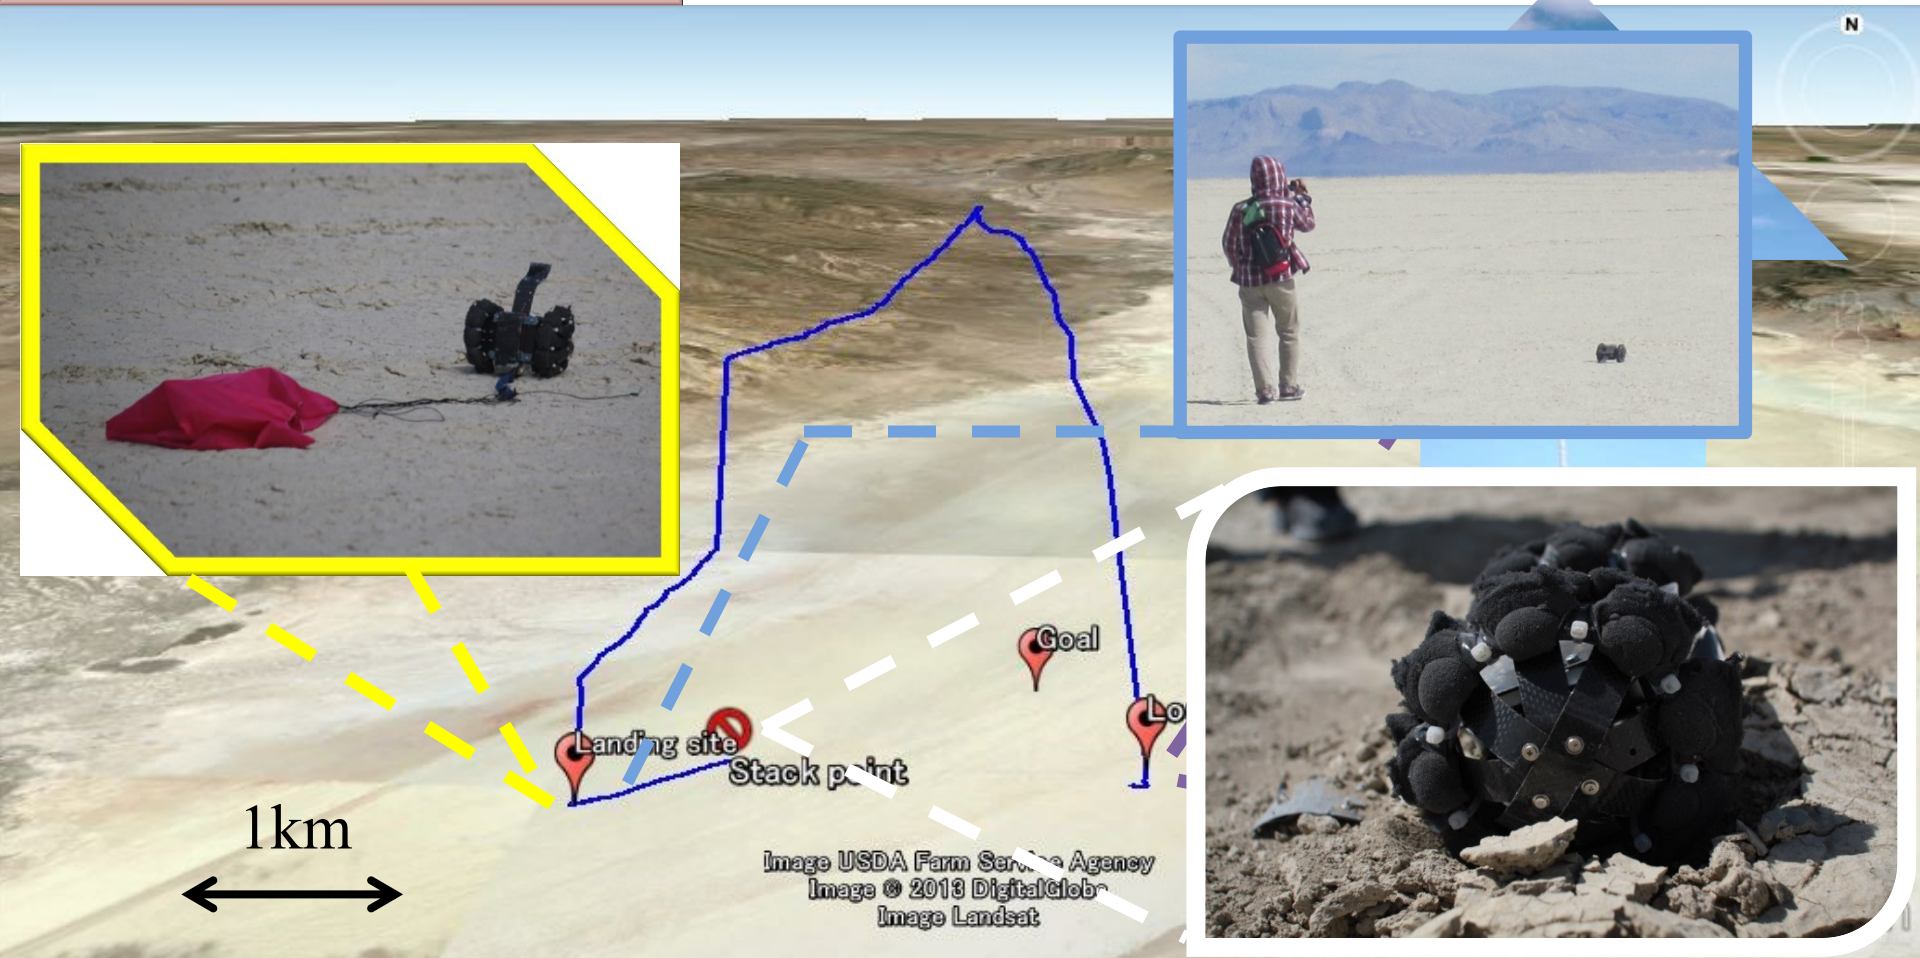 N
Goal
Lo
Landing site
Stack point
1km
Image USDA Farm Service Agency
Image © 2013 DigitalGlobe
Image Landsat